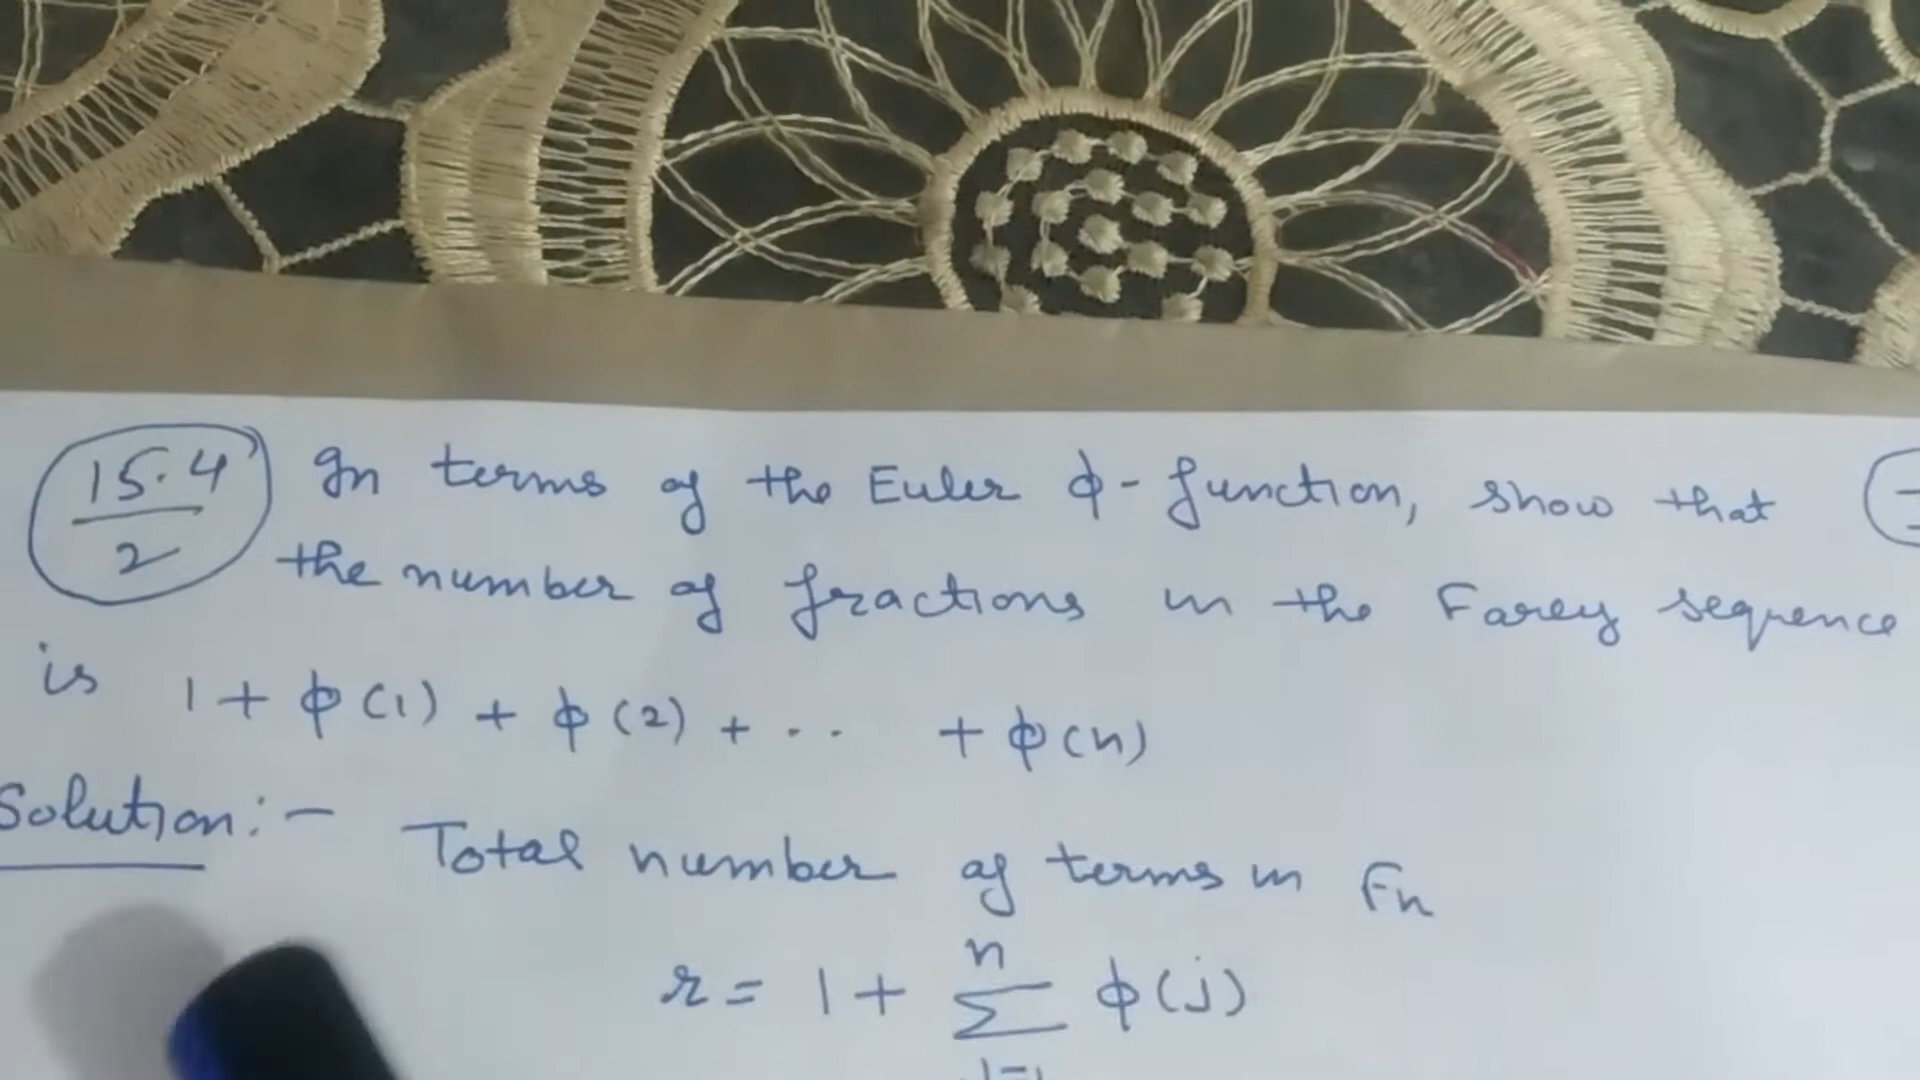 15.4
2
In terms of the Euler ϕ-function, show that
the number of fractions in the Farey sequence
is 1 + ϕ(1) + ϕ(2) + .. + ϕ(n)
Solution:- Total number of terms in Fn
n
r = 1 + Σ ϕ(j)
j=1